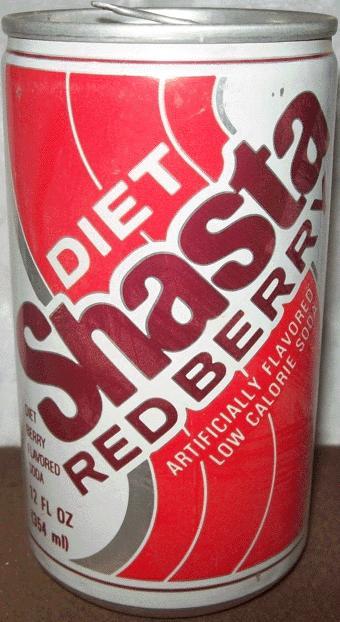 DIET
Shasta
RED BERRY
ARTIFICIALLY FLAVORED
LOW CALORIE SODA
DIET
BERRY
FLAVORED
SODA
12 FL OZ
(354 ml)